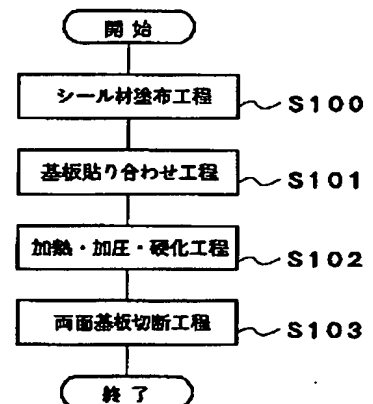 開始
シール材塗布工程
S100
基板貼り合わせ工程
S101
加熱・加圧・硬化工程
S102
両面基板切断工程
S103
終了